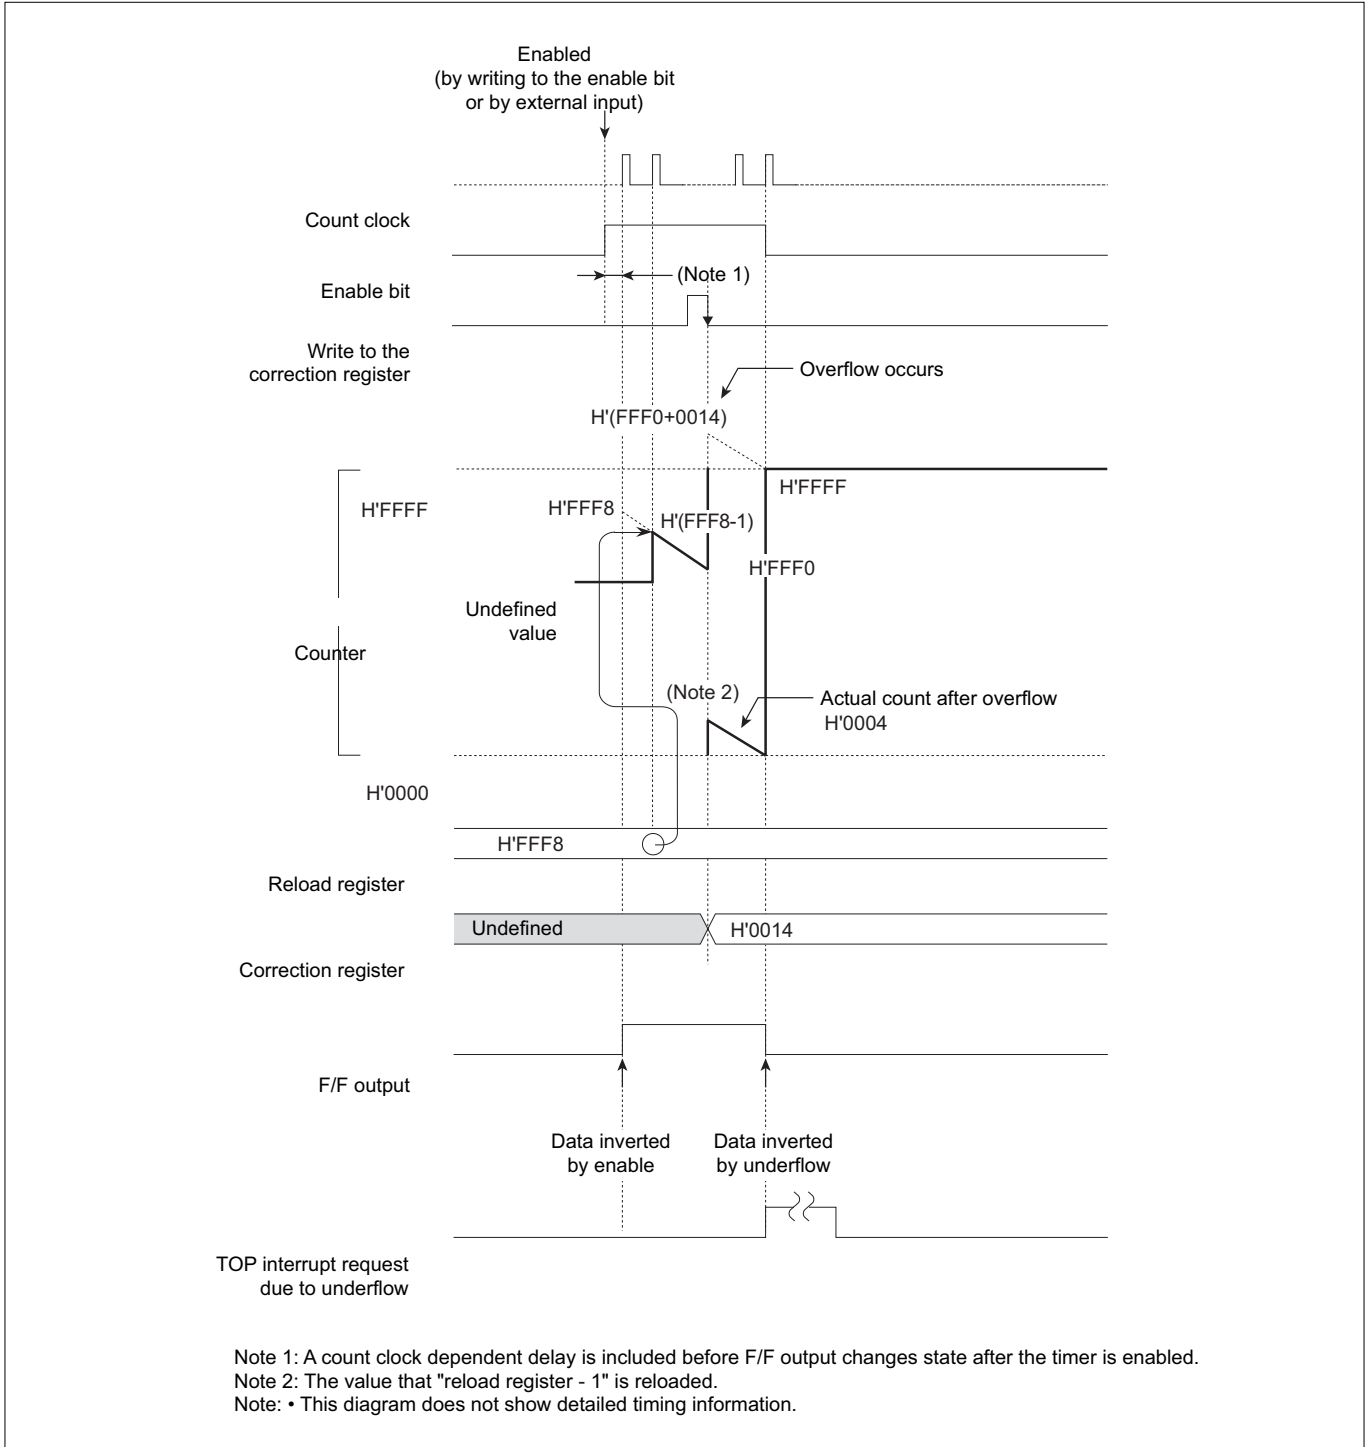 Enabled
(by writing to the enable bit
or by external input)
Count clock
(Note 1)
Enable bit
Write to the
correction register
Overflow occurs
H'(FFF0+0014)
H'FFFF
H'FFFF
H'FFF8
H'(FFF8-1)
H'FFF0
Undefined
value
Counter
(Note 2)
Actual count after overflow
H'0004
H'0000
H'FFF8
Reload register
Undefined
H'0014
Correction register
F/F output
Data inverted
by enable
Data inverted
by underflow
TOP interrupt request
due to underflow
Note 1: A count clock dependent delay is included before F/F output changes state after the timer is enabled.
Note 2: The value that "reload register - 1" is reloaded.
Note: • This diagram does not show detailed timing information.